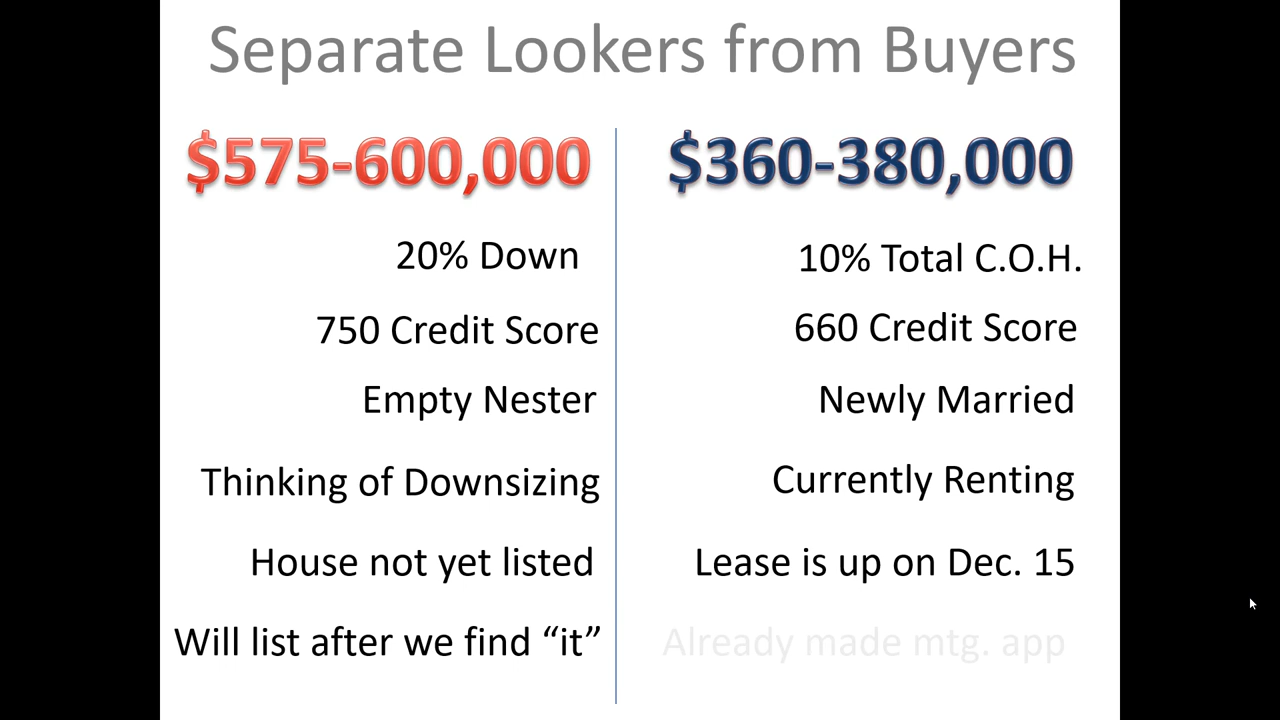 Separate Lookers from Buyers
$575-600,000
20% Down
750 Credit Score
Empty Nester
Thinking of Downsizing
House not yet listed
Will list after we find “it”
$360-380,000
10% Total C.O.H.
660 Credit Score
Newly Married
Currently Renting
Lease is up on Dec. 15
Already made mtg. app